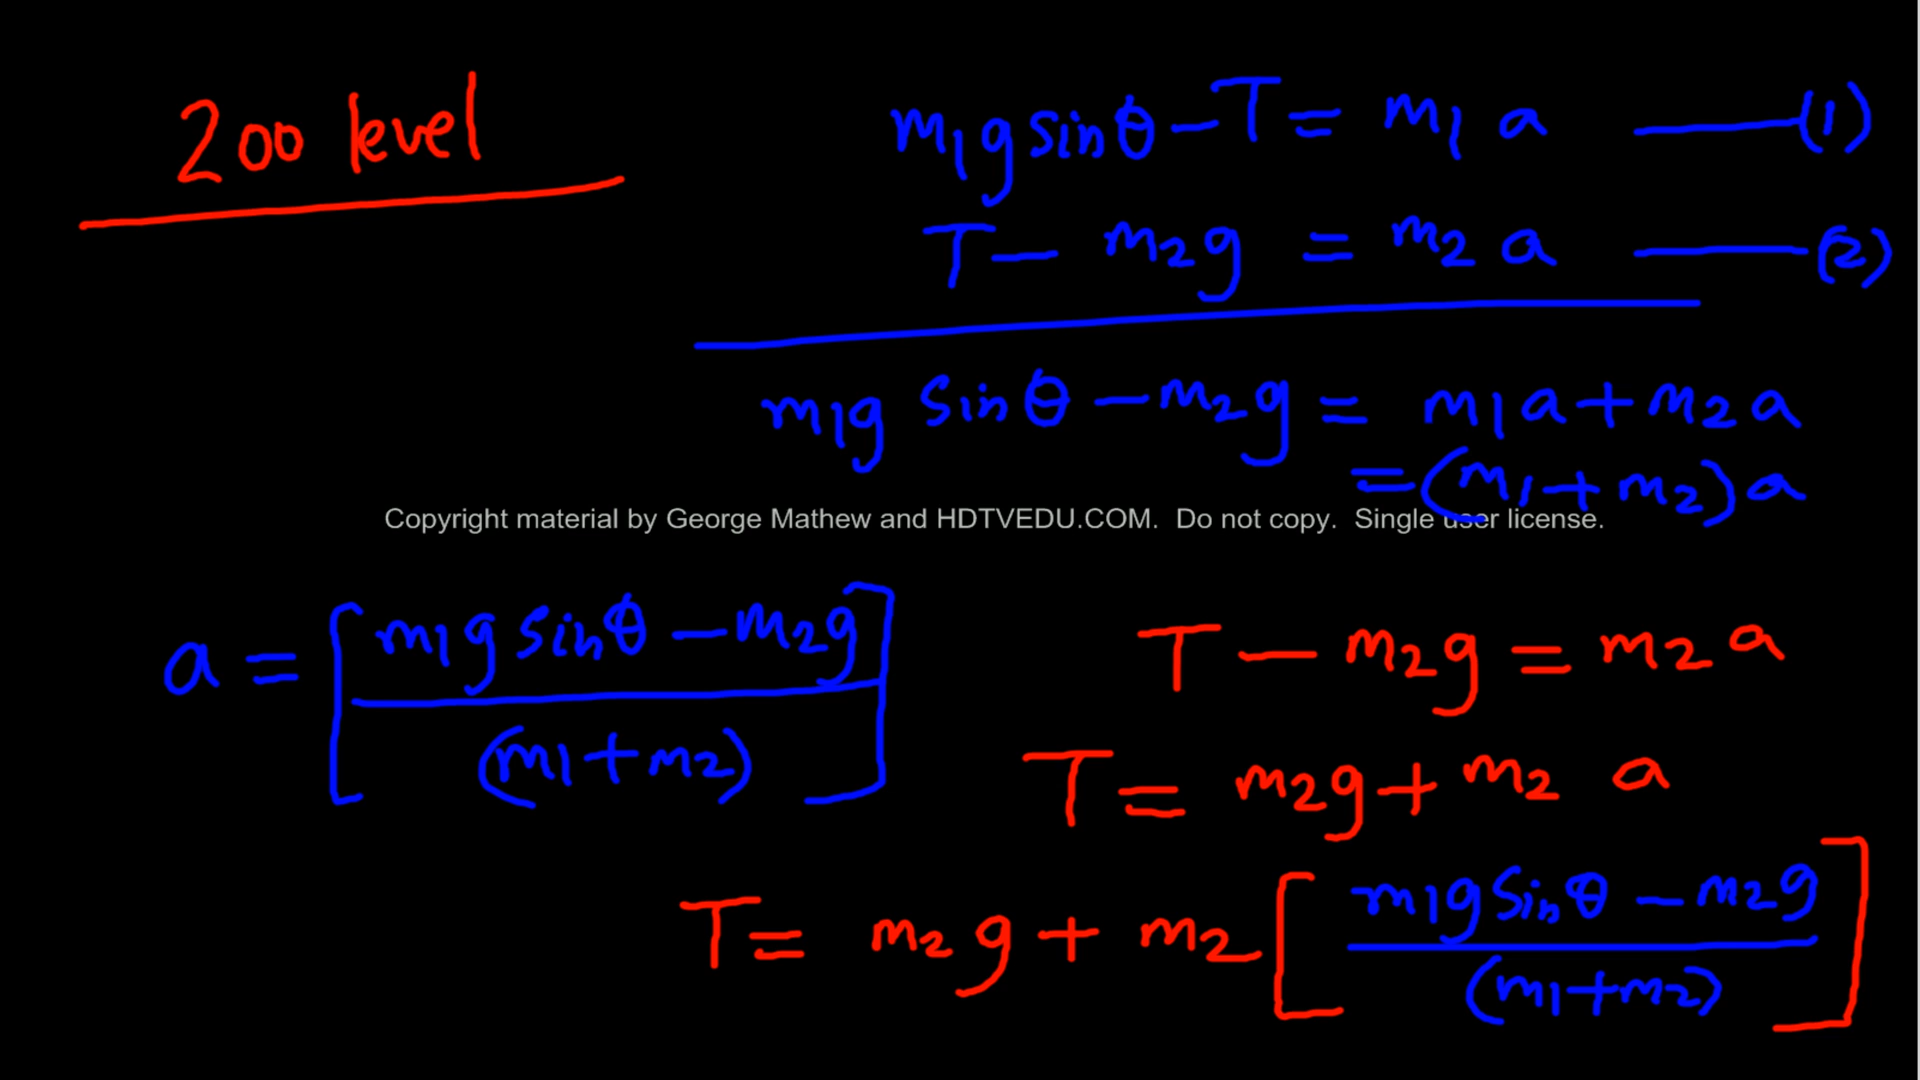 200 level
m1g sinθ - T = m1 a —— (1)
T - m2g = m2 a —— (2)
m1g sinθ - m2g = m1a + m2a
= (m1+m2)a
Copyright material by George Mathew and HDTVEDU.COM.  Do not copy.  Single user license.
a = [m1g sinθ - m2g / (m1+m2)]
T - m2g = m2 a
T = m2g + m2 a
T = m2g + m2 [m1g sinθ - m2g / (m1+m2)]